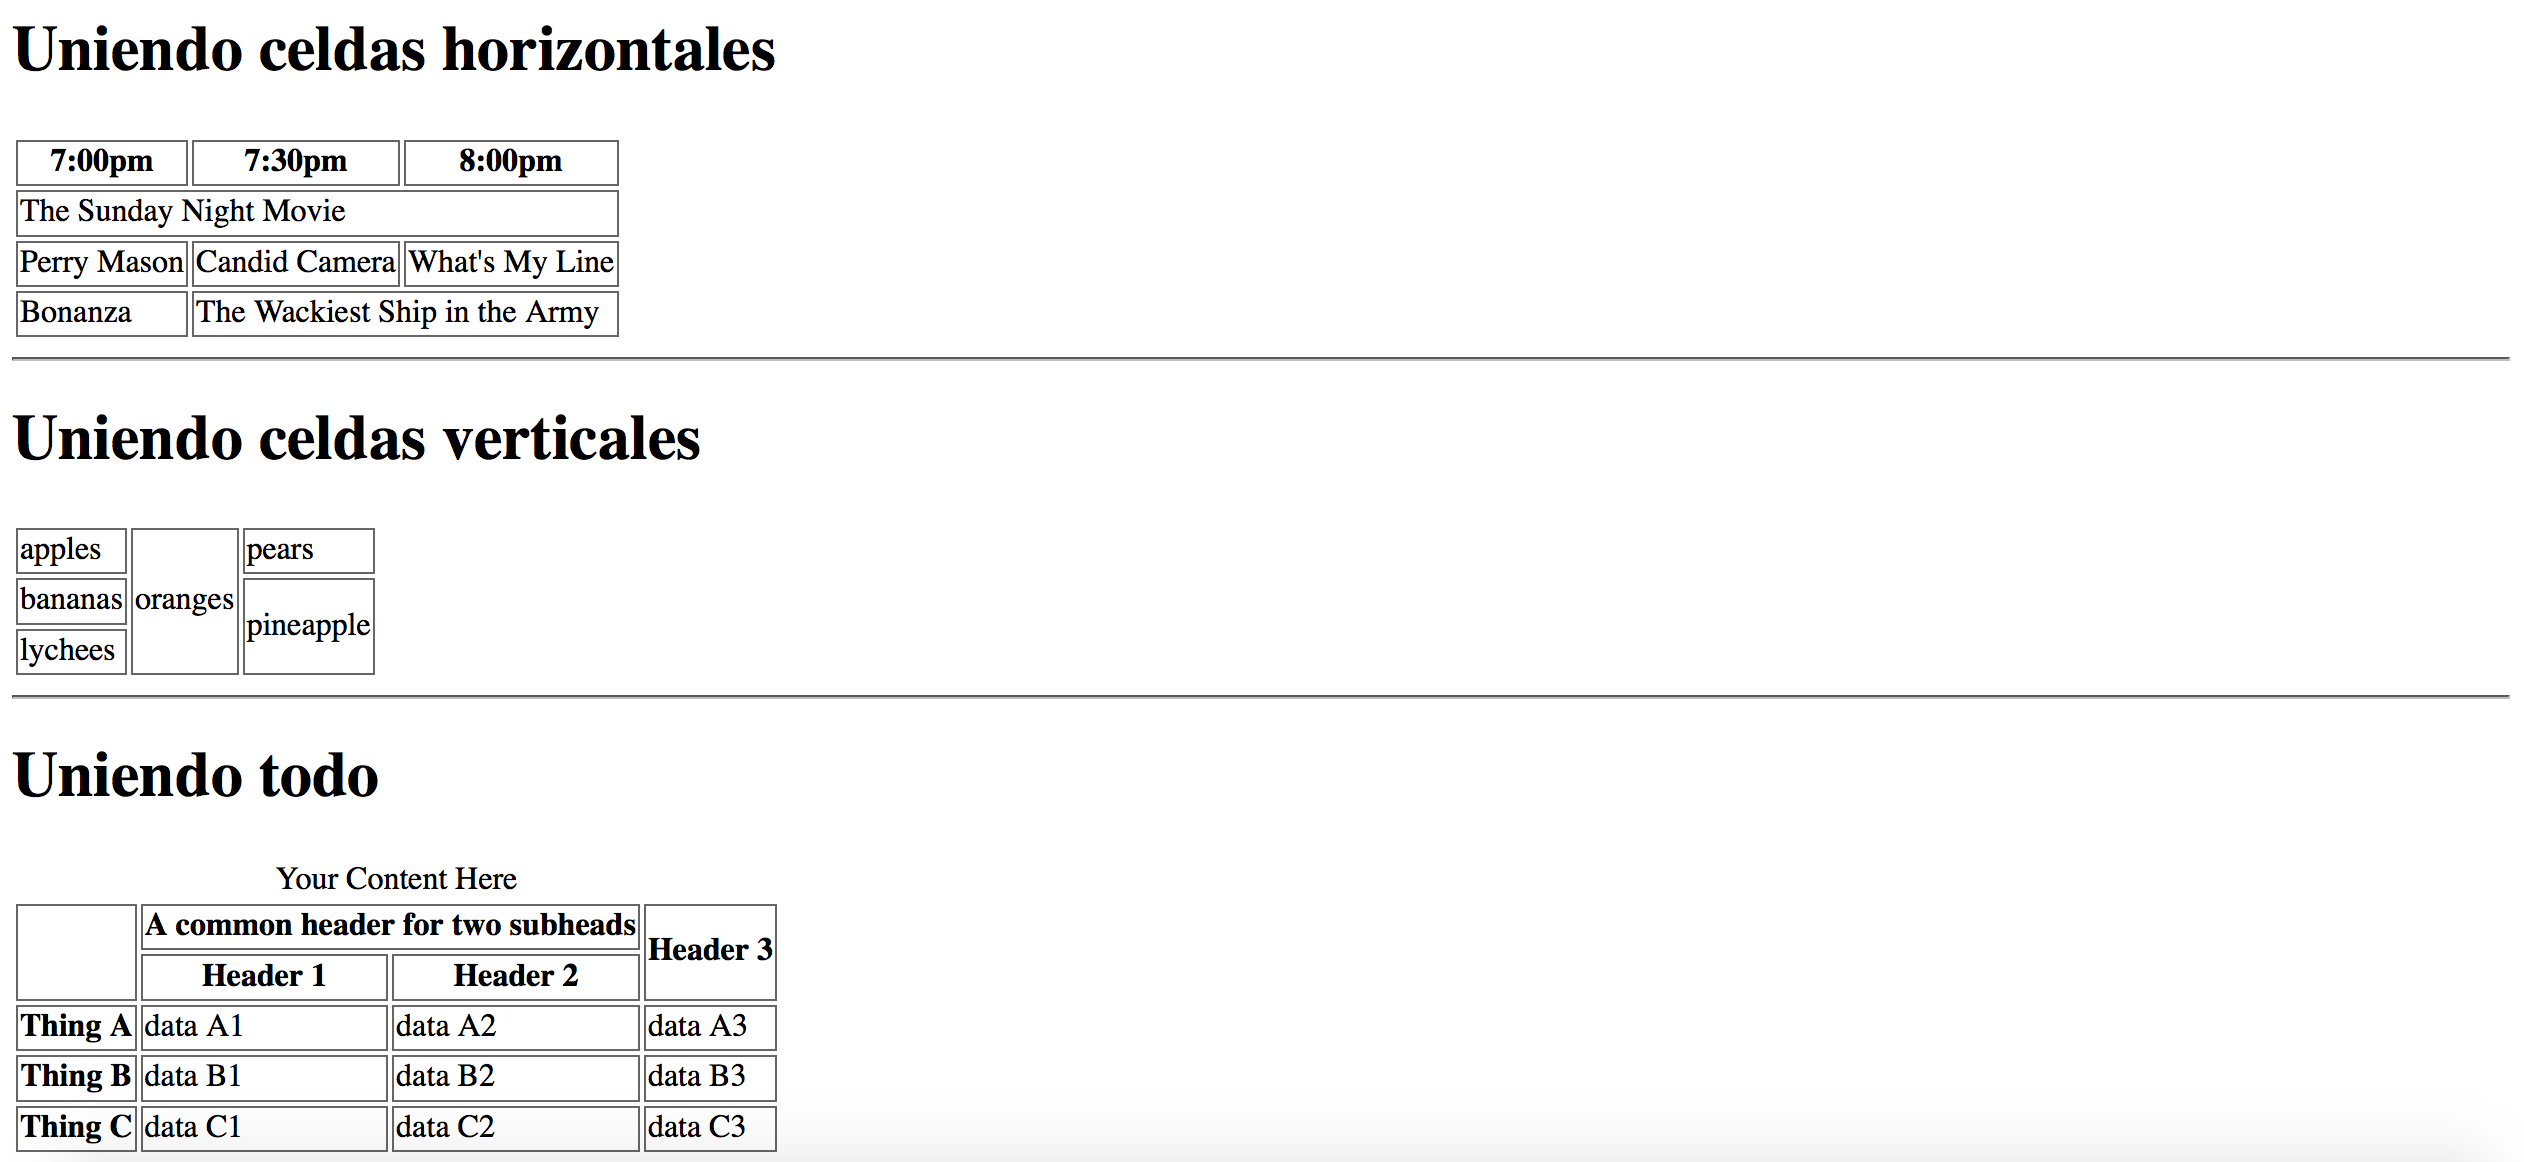 Uniendo celdas horizontales
7:00pm 7:30pm 8:00pm
The Sunday Night Movie
Perry Mason Candid Camera What's My Line
Bonanza The Wackiest Ship in the Army
Uniendo celdas verticales
apples oranges pears
bananas pineapple
lychees
Uniendo todo
Your Content Here
A common header for two subheads Header 3
Header 1 Header 2
Thing A data A1 data A2 data A3
Thing B data B1 data B2 data B3
Thing C data C1 data C2 data C3